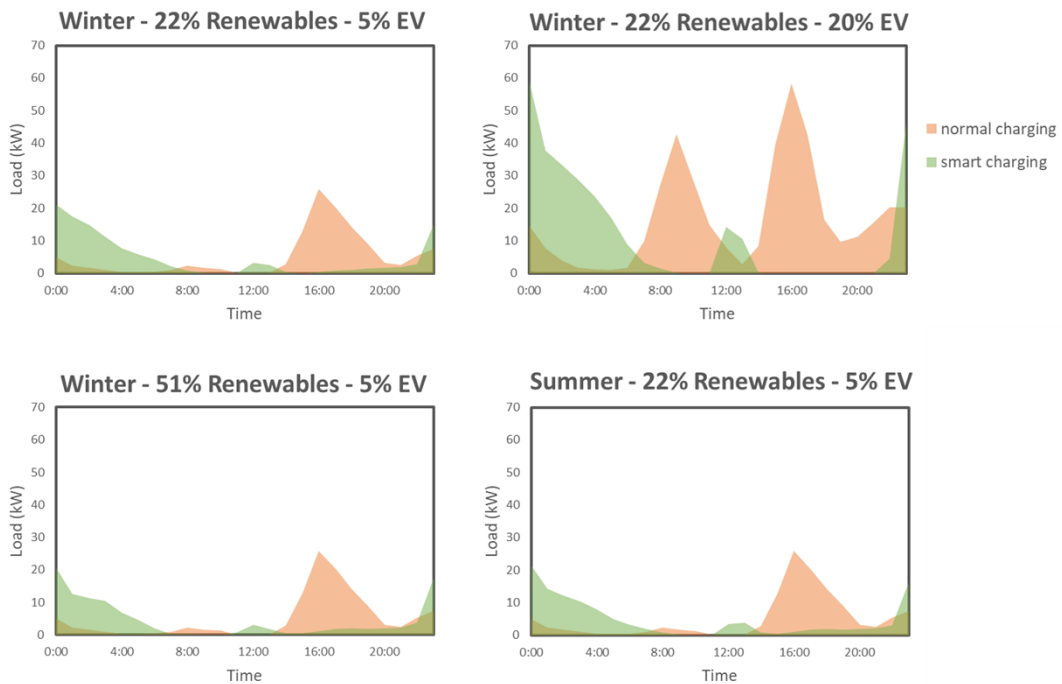 Winter - 22% Renewables - 5% EV
70
60
50
40
30
20
10
0
Load (kW)
0:00 4:00 8:00 12:00 16:00 20:00
Time
Winter - 22% Renewables - 20% EV
70
60
50
40
30
20
10
0
Load (kW)
0:00 4:00 8:00 12:00 16:00 20:00
Time
normal charging
smart charging
Winter - 51% Renewables - 5% EV
70
60
50
40
30
20
10
0
Load (kW)
0:00 4:00 8:00 12:00 16:00 20:00
Time
Summer - 22% Renewables - 5% EV
70
60
50
40
30
20
10
0
Load (kW)
0:00 4:00 8:00 12:00 16:00 20:00
Time